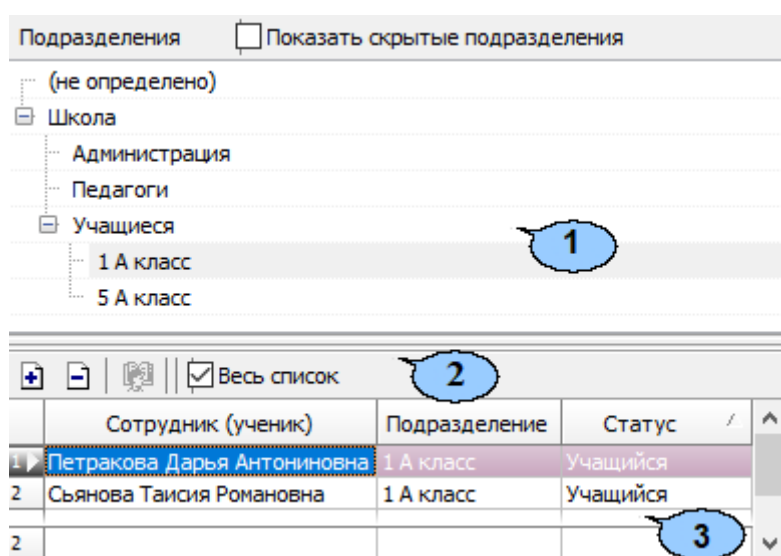 Подразделения Показать скрытые подразделения
(не определено)
Школа
Администрация
Педагоги
Учащиеся
1
1 А класс
5 А класс
Весь список 2
Сотрудник (ученик) Подразделение Статус
1 Петракова Дарья Антониновна 1 А класс Учащийся
2 Сьянова Таисия Романовна 1 А класс Учащийся
3
2